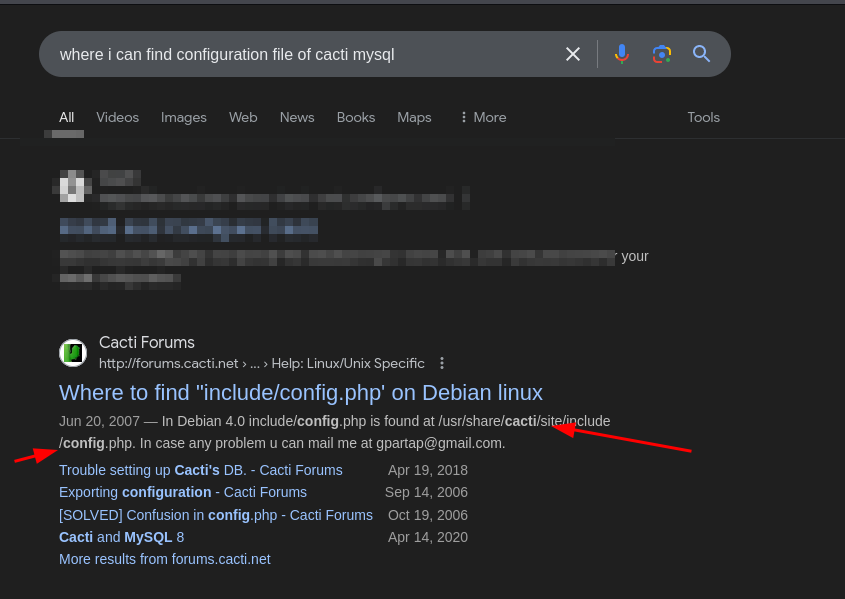 where i can find configuration file of cacti mysql
All Videos Images Web News Books Maps More Tools
your
Cacti Forums
http://forums.cacti.net › ... › Help: Linux/Unix Specific
Where to find "include/config.php' on Debian linux
Jun 20, 2007 — In Debian 4.0 include/config.php is found at /usr/share/cacti/site/include
/config.php. In case any problem u can mail me at gpartap@gmail.com.
Trouble setting up Cacti's DB. - Cacti Forums Apr 19, 2018
Exporting configuration - Cacti Forums Sep 14, 2006
[SOLVED] Confusion in config.php - Cacti Forums Oct 19, 2006
Cacti and MySQL 8 Apr 14, 2020
More results from forums.cacti.net